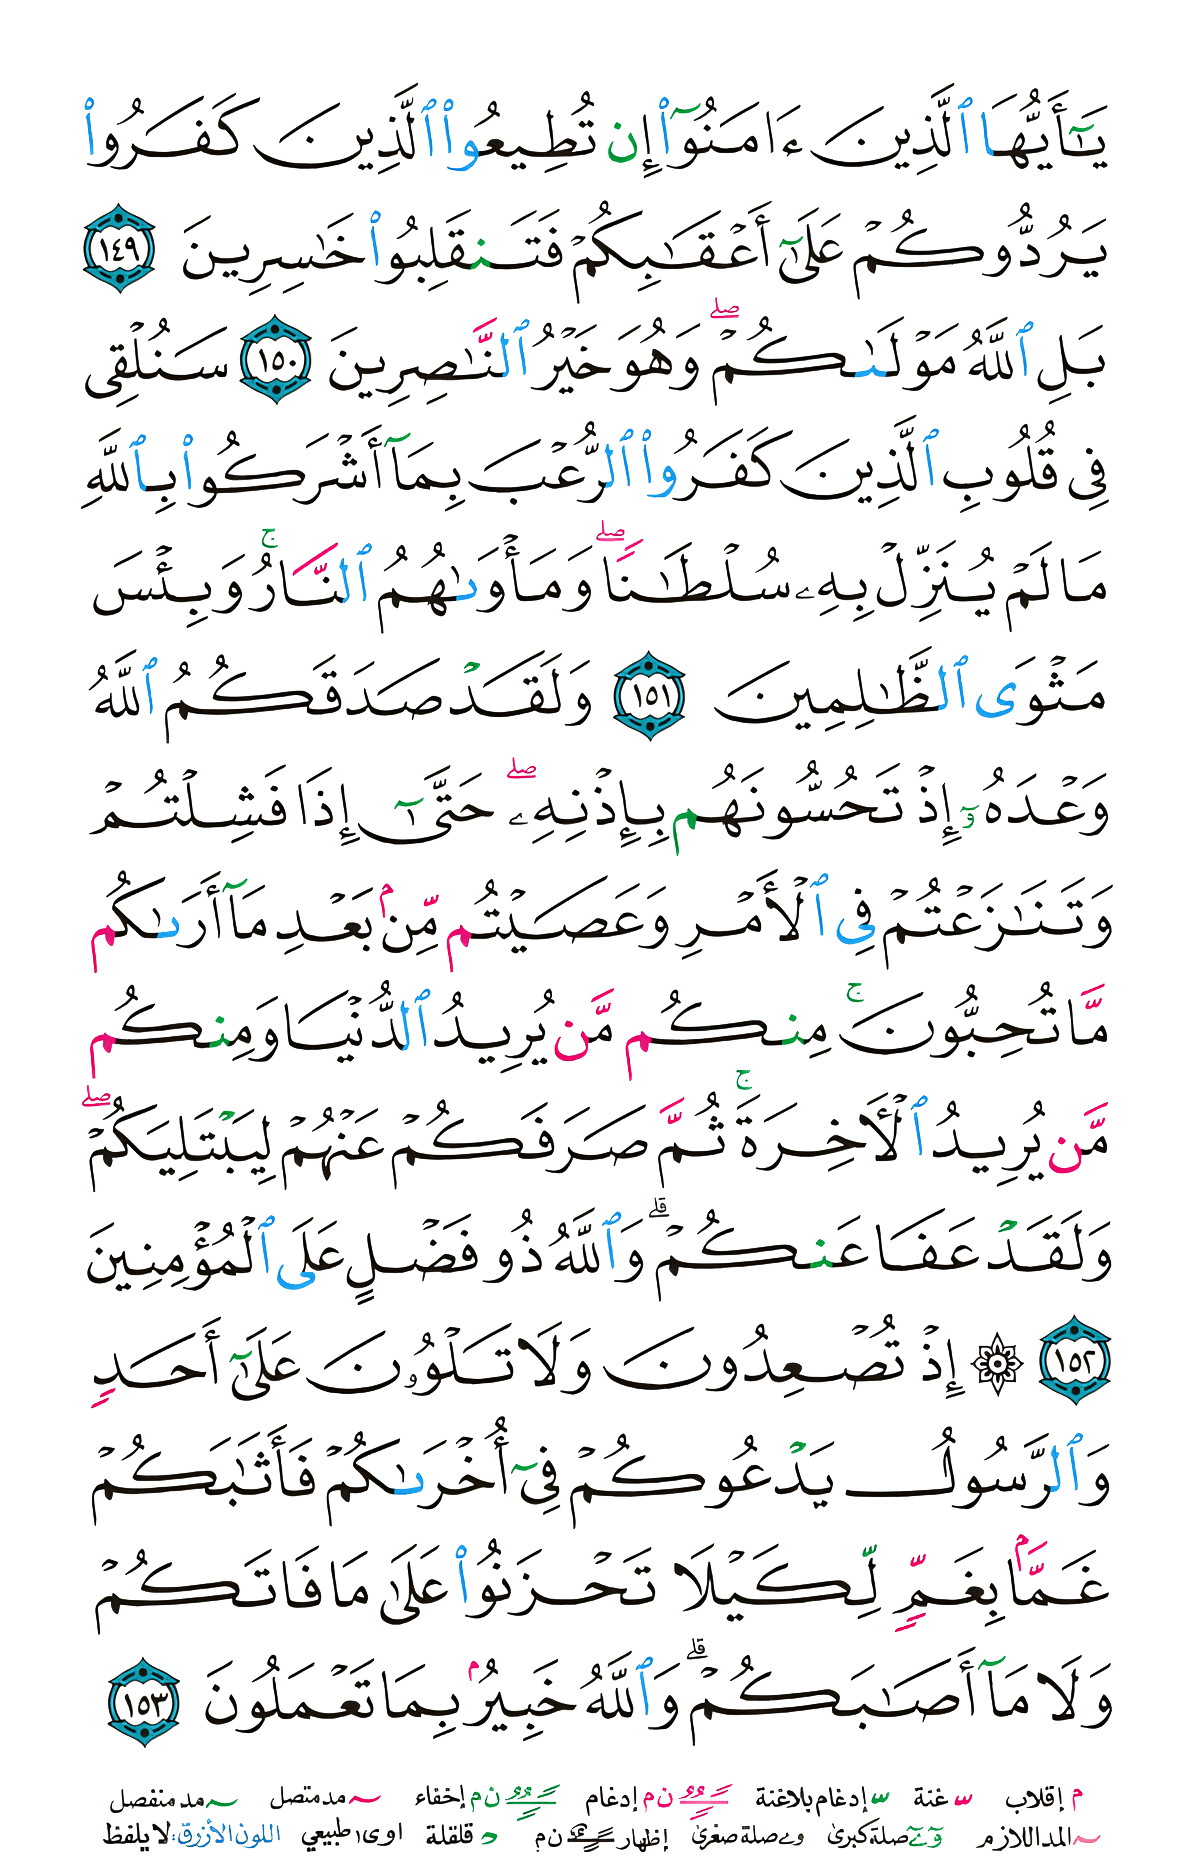 يَـٰٓأَيُّهَا ٱلَّذِينَ ءَامَنُوٓا۟ إِن تُطِيعُوا۟ ٱلَّذِينَ كَفَرُوا۟
يَرُدُّوكُمْ عَلَىٰٓ أَعْقَـٰبِكُمْ فَتَنقَلِبُوا۟ خَـٰسِرِينَ ١٤٩
بَلِ ٱللَّهُ مَوْلَىٰكُمْ ۖ وَهُوَ خَيْرُ ٱلنَّـٰصِرِينَ ١٥٠ سَنُلْقِى
فِى قُلُوبِ ٱلَّذِينَ كَفَرُوا۟ ٱلرُّعْبَ بِمَآ أَشْرَكُوا۟ بِٱللَّهِ
مَا لَمْ يُنَزِّلْ بِهِۦ سُلْطَـٰنًا ۖ وَمَأْوَىٰهُمُ ٱلنَّارُ ۚ وَبِئْسَ
مَثْوَى ٱلظَّـٰلِمِينَ ١٥١ وَلَقَدْ صَدَقَكُمُ ٱللَّهُ
وَعْدَهُۥٓ إِذْ تَحُسُّونَهُم بِإِذْنِهِۦ ۖ حَتَّىٰٓ إِذَا فَشِلْتُمْ
وَتَنَـٰزَعْتُمْ فِى ٱلْأَمْرِ وَعَصَيْتُم مِّنۢ بَعْدِ مَآ أَرَىٰكُم
مَّا تُحِبُّونَ ۚ مِنكُم مَّن يُرِيدُ ٱلدُّنْيَا وَمِنكُم
مَّن يُرِيدُ ٱلْـَٔاخِرَةَ ۚ ثُمَّ صَرَفَكُمْ عَنْهُمْ لِيَبْتَلِيَكُمْ ۖ
وَلَقَدْ عَفَا عَنكُمْ ۗ وَٱللَّهُ ذُو فَضْلٍ عَلَى ٱلْمُؤْمِنِينَ
١٥٢ ۞ إِذْ تُصْعِدُونَ وَلَا تَلْوُۥنَ عَلَىٰٓ أَحَدٍ
وَٱلرَّسُولُ يَدْعُوكُمْ فِىٓ أُخْرَىٰكُمْ فَأَثَـٰبَكُمْ
غَمًّۢا بِغَمٍّ لِّكَيْلَا تَحْزَنُوا۟ عَلَىٰ مَا فَاتَكُمْ
وَلَا مَآ أَصَـٰبَكُمْ ۗ وَٱللَّهُ خَبِيرٌۢ بِمَا تَعْمَلُونَ ١٥٣
م إقلاب غنة إدغام بلاغنة ن م إدغام ن م إخفاء مد متصل مد منفصل
المد اللازم صلة كبرى وے صلة صغرى إظهار ن م قلقلة اوى طبيعي اللون الأزرق: لا يلفظ